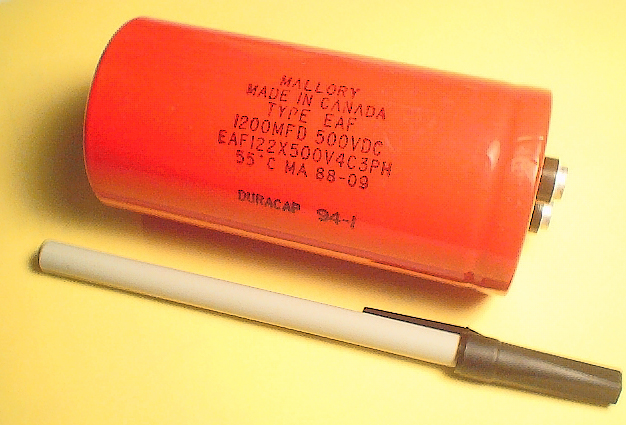 MALLORY
MADE IN CANADA
TYPE EAF
1200MFD 500VDC
EAF122X500V4C3PH
55°C MA 88-09
DURACAP 94-1